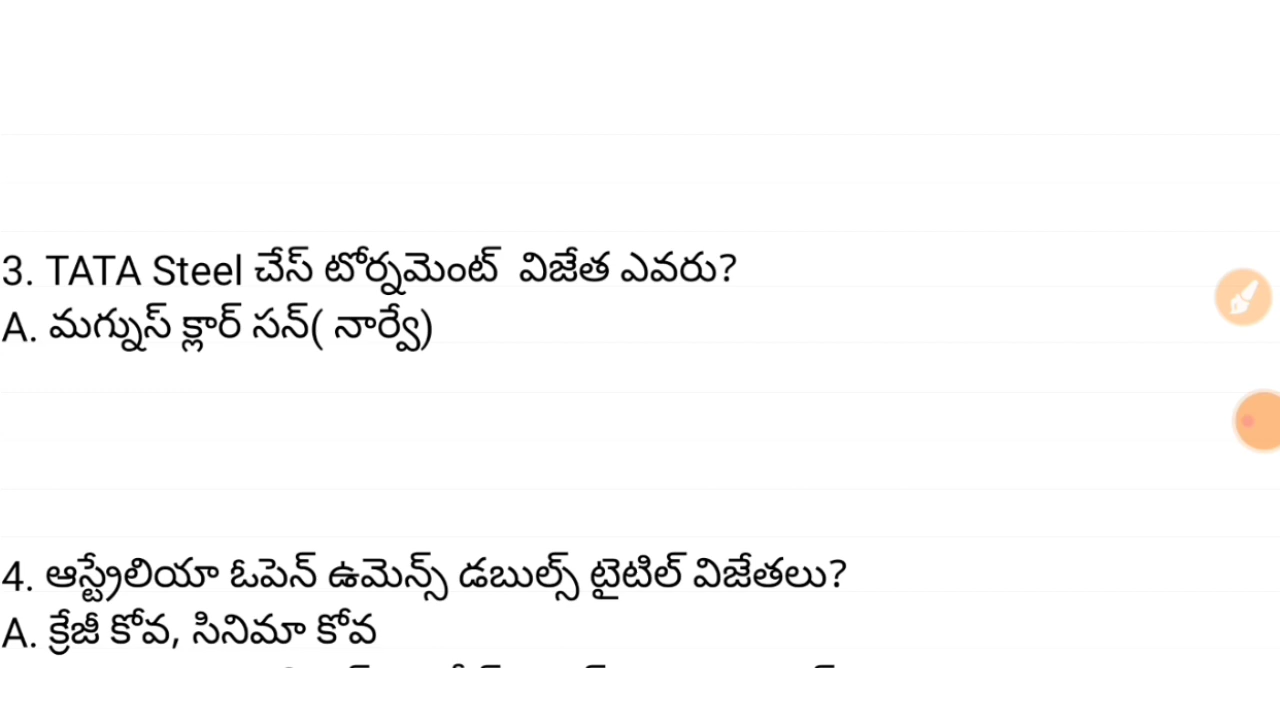 3. TATA Steel చేస్ టోర్నమెంట్ విజేత ఎవరు?
A. మగ్నుస్ క్లార్ సన్( నార్వే)
4. ఆస్ట్రేలియా ఓపెన్ ఉమెన్స్ డబుల్స్ టైటిల్ విజేతలు?
A. క్రేజీ కోవ, సినిమా కోవ